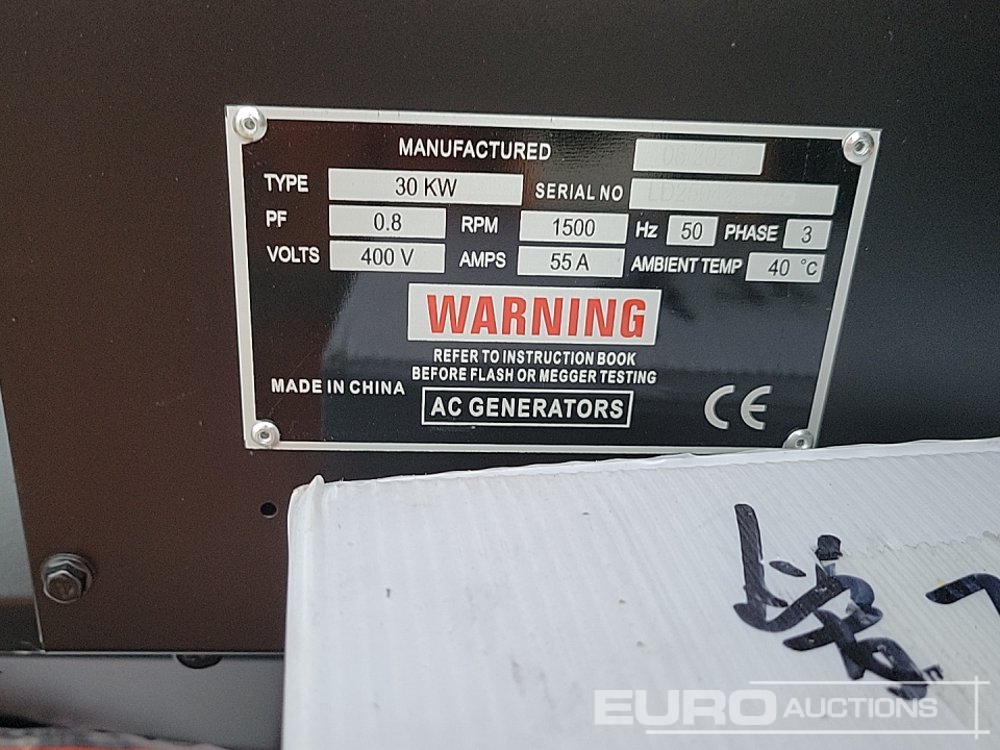 MANUFACTURED
TYPE 30 KW SERIAL NO
PF 0.8 RPM 1500 Hz 50 PHASE 3
VOLTS 400 V AMPS 55 A AMBIENT TEMP 40 °C
WARNING
REFER TO INSTRUCTION BOOK
BEFORE FLASH OR MEGGER TESTING
MADE IN CHINA
AC GENERATORS
CE
EURO AUCTIONS